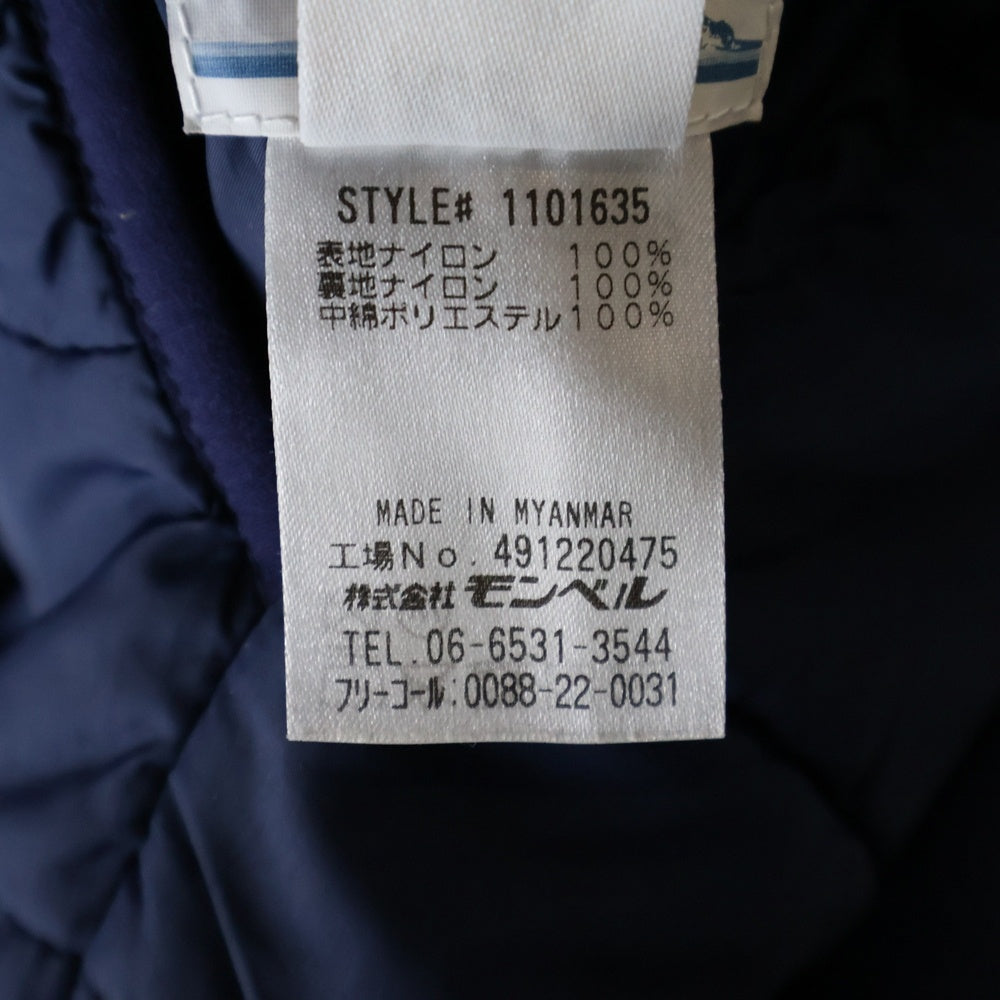 STYLE# 1101635
表地ナイロン 100%
裏地ナイロン 100%
中綿ポリエステル100%
MADE IN MYANMAR
工場No. 491220475
株式会社モンベル
TEL.06-6531-3544
フリーコール:0088-22-0031